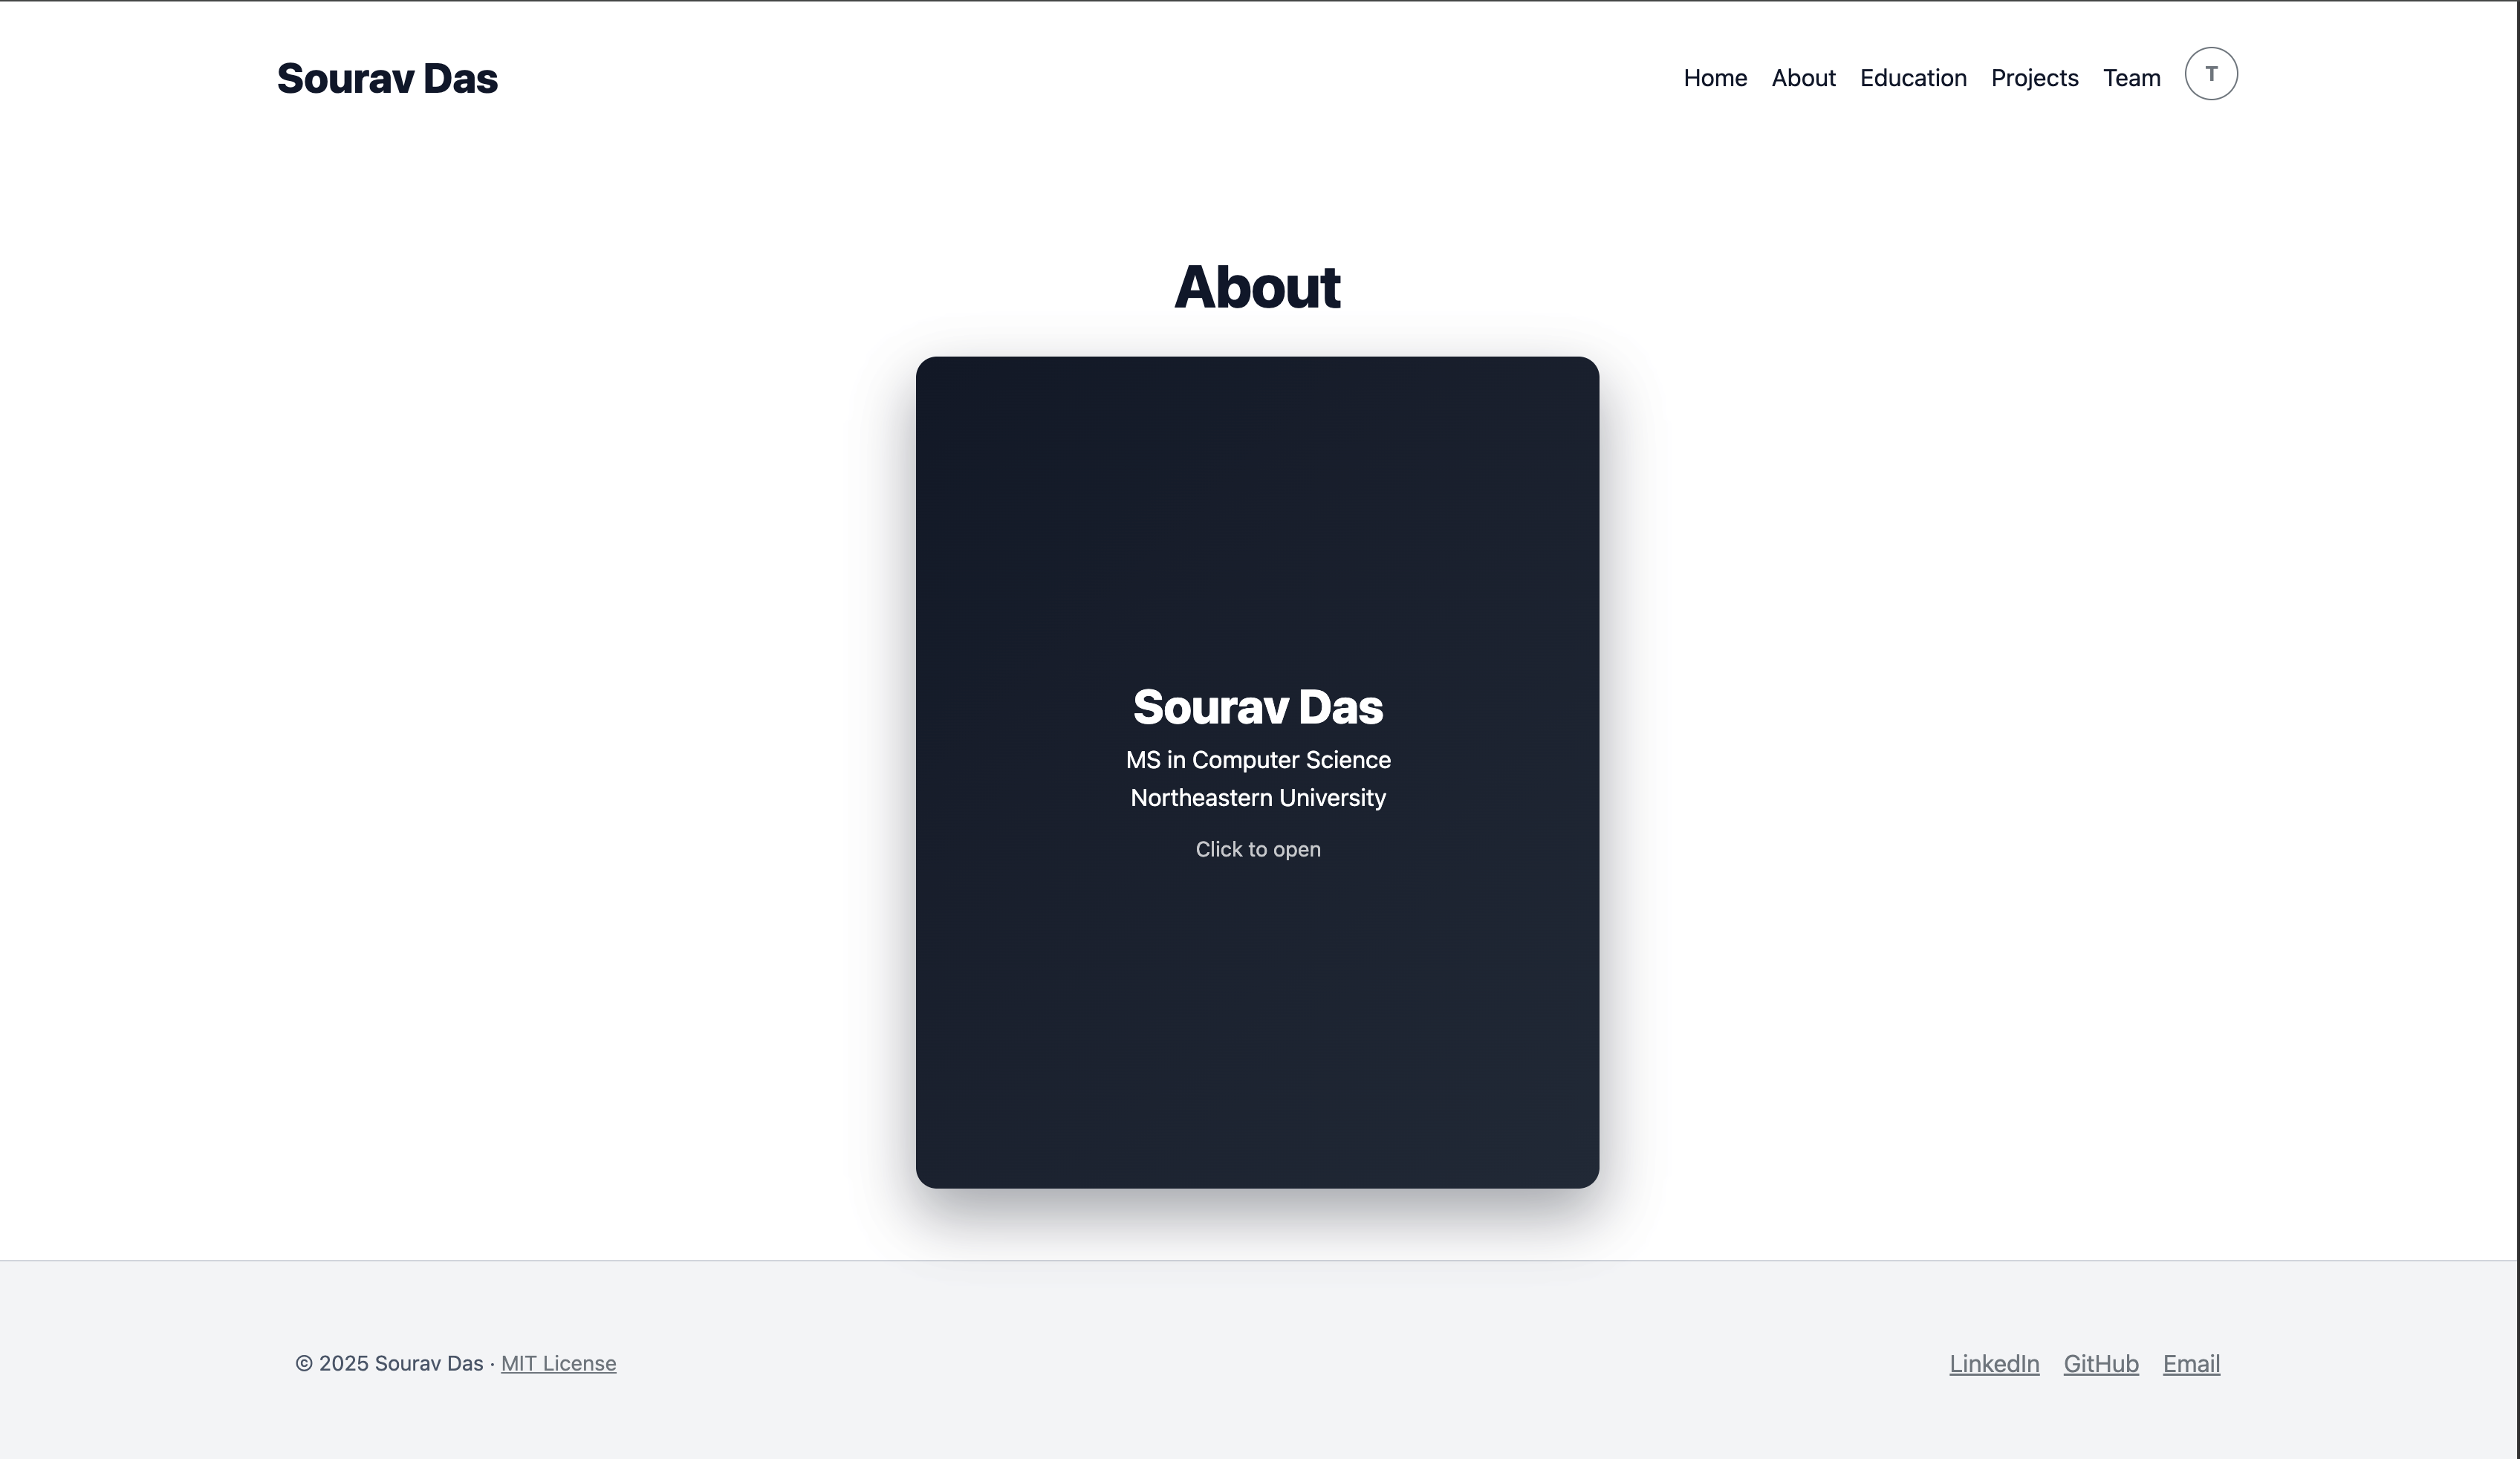 Sourav Das
Home About Education Projects Team T
About
Sourav Das
MS in Computer Science
Northeastern University
Click to open
© 2025 Sourav Das · MIT License
LinkedIn GitHub Email